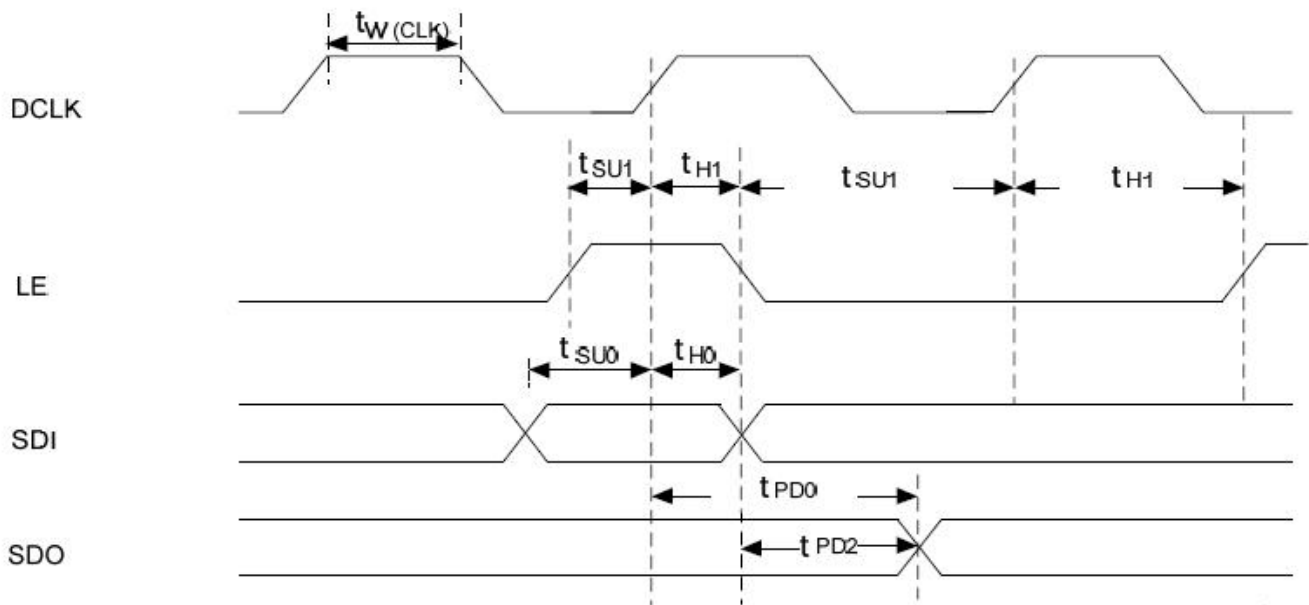 tW (CLK)
DCLK
tSU1 tH1 tSU1 tH1
LE
tSU0 tH0
SDI
tPD0
SDO
tPD2